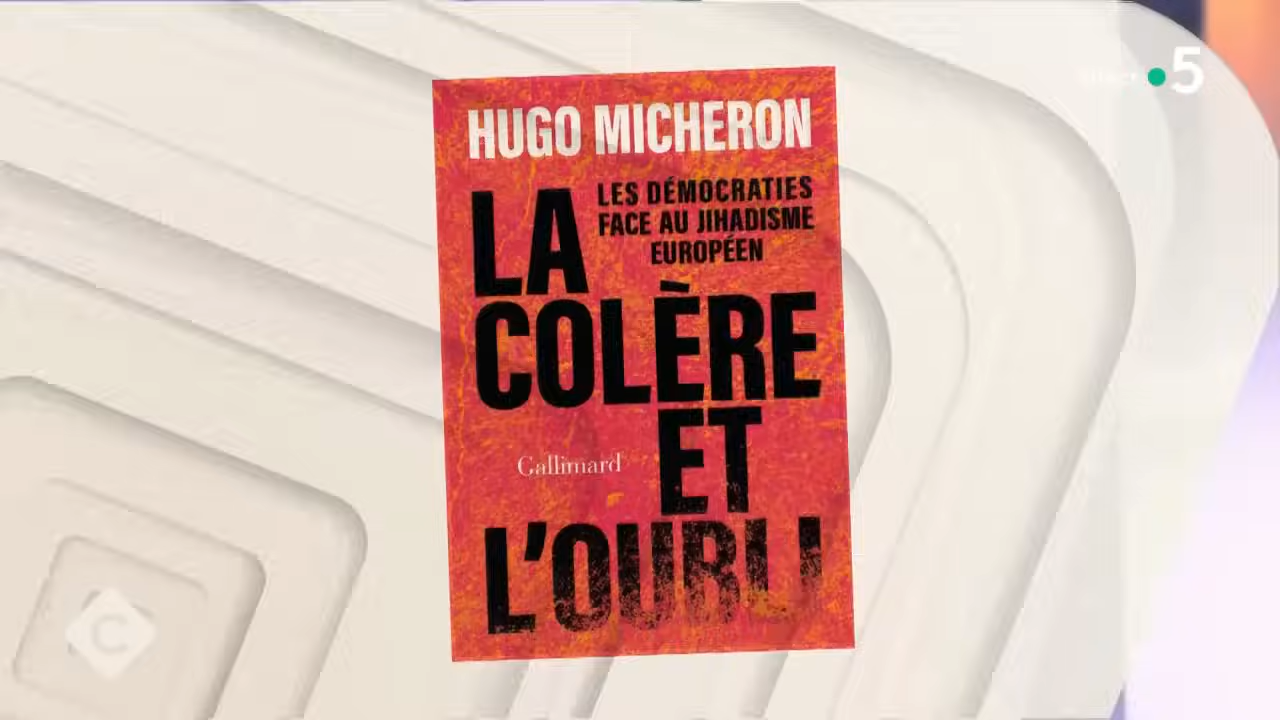 HUGO MICHERON
LES DÉMOCRATIES
FACE AU JIHADISME
EUROPÉEN
LA
COLÈRE
ET
Gallimard
L'OUBLI
5
C